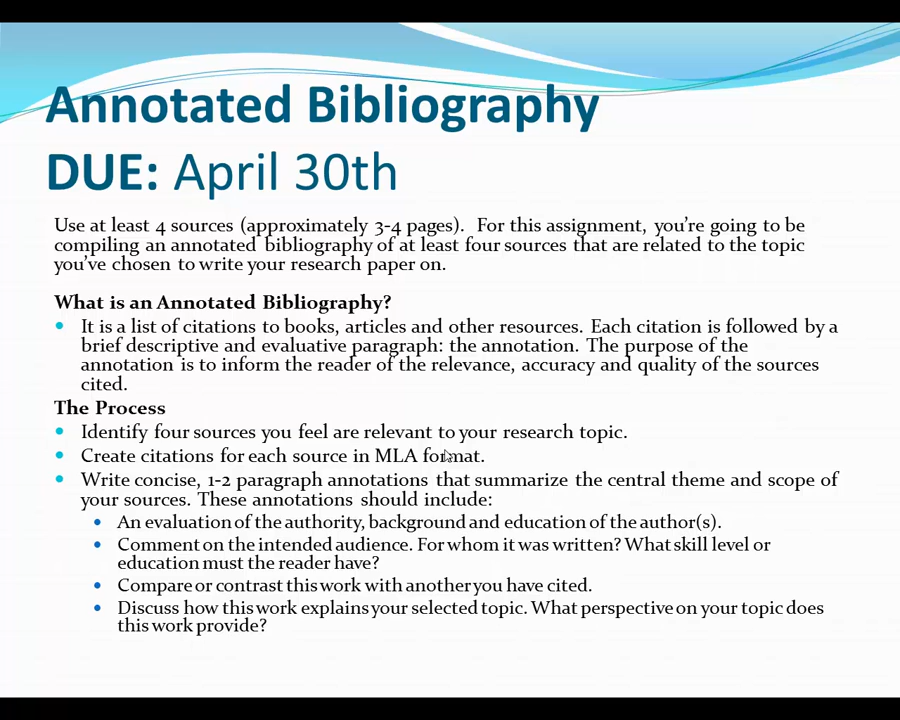 Annotated Bibliography
DUE: April 30th
Use at least 4 sources (approximately 3-4 pages). For this assignment, you're going to be
compiling an annotated bibliography of at least four sources that are related to the topic
you've chosen to write your research paper on.
What is an Annotated Bibliography?
It is a list of citations to books, articles and other resources. Each citation is followed by a
brief descriptive and evaluative paragraph: the annotation. The purpose of the
annotation is to inform the reader of the relevance, accuracy and quality of the sources
cited.
The Process
Identify four sources you feel are relevant to your research topic.
Create citations for each source in MLA format.
Write concise, 1-2 paragraph annotations that summarize the central theme and scope of
your sources. These annotations should include:
An evaluation of the authority, background and education of the author(s).
Comment on the intended audience. For whom it was written? What skill level or
education must the reader have?
Compare or contrast this work with another you have cited.
Discuss how this work explains your selected topic. What perspective on your topic does
this work provide?